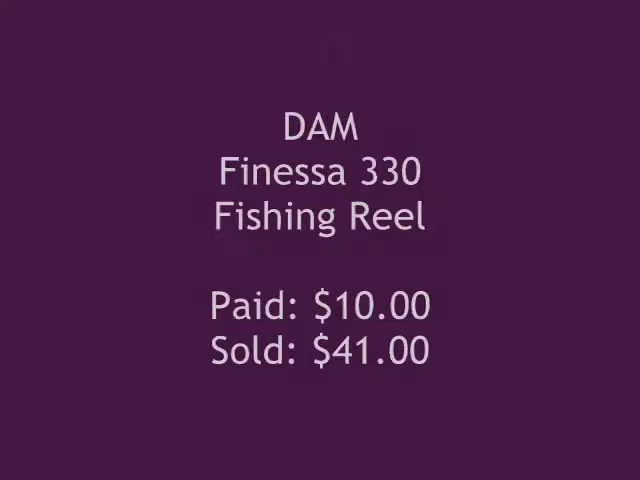 DAM
Finessa 330
Fishing Reel
Paid: $10.00
Sold: $41.00